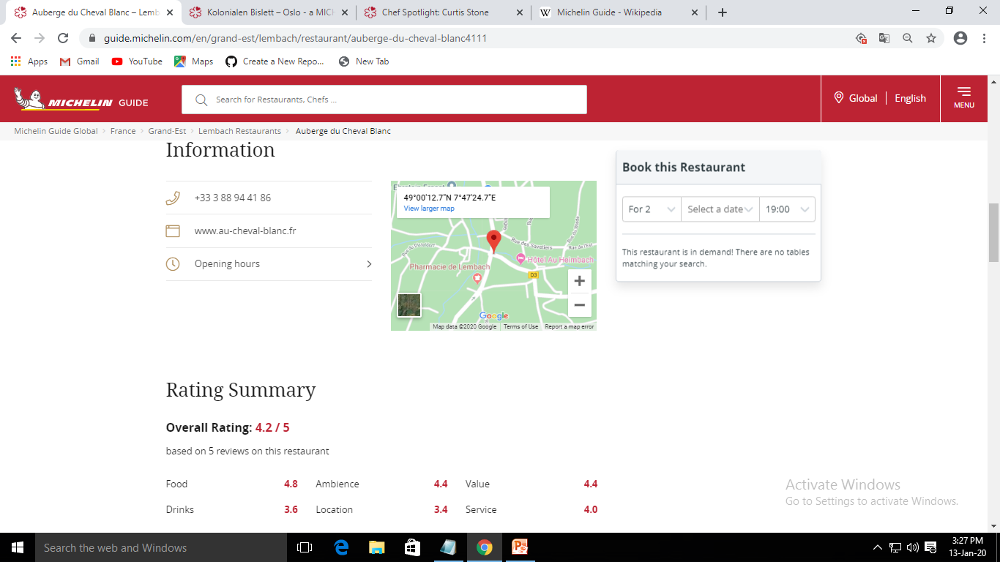 Auberge du Cheval Blanc – Lemb
Kolonialen Bislett – Oslo - a MICH
Chef Spotlight: Curtis Stone
W Michelin Guide - Wikipedia
guide.michelin.com/en/grand-est/lembach/restaurant/auberge-du-cheval-blanc4111
Apps Gmail YouTube Maps Create a New Repo... New Tab
MICHELIN GUIDE
Search for Restaurants, Chefs ...
Global English
MENU
Michelin Guide Global > France > Grand-Est > Lembach Restaurants > Auberge du Cheval Blanc
Information
+33 3 88 94 41 86
www.au-cheval-blanc.fr
Opening hours
49°00'12.7"N 7°47'24.7"E
View larger map
Rue des Savetiers
Rue de l'Est
Hôtel Au Heimbach
Pharmacie de Lembach
D3
Google
Map data ©2020 Google Terms of Use Report a map error
Book this Restaurant
For 2 Select a date 19:00
This restaurant is in demand! There are no tables
matching your search.
Rating Summary
Overall Rating: 4.2 / 5
based on 5 reviews on this restaurant
Food 4.8 Ambience 4.4 Value 4.4
Drinks 3.6 Location 3.4 Service 4.0
Activate Windows
Go to Settings to activate Windows.
Search the web and Windows
3:27 PM
13-Jan-20